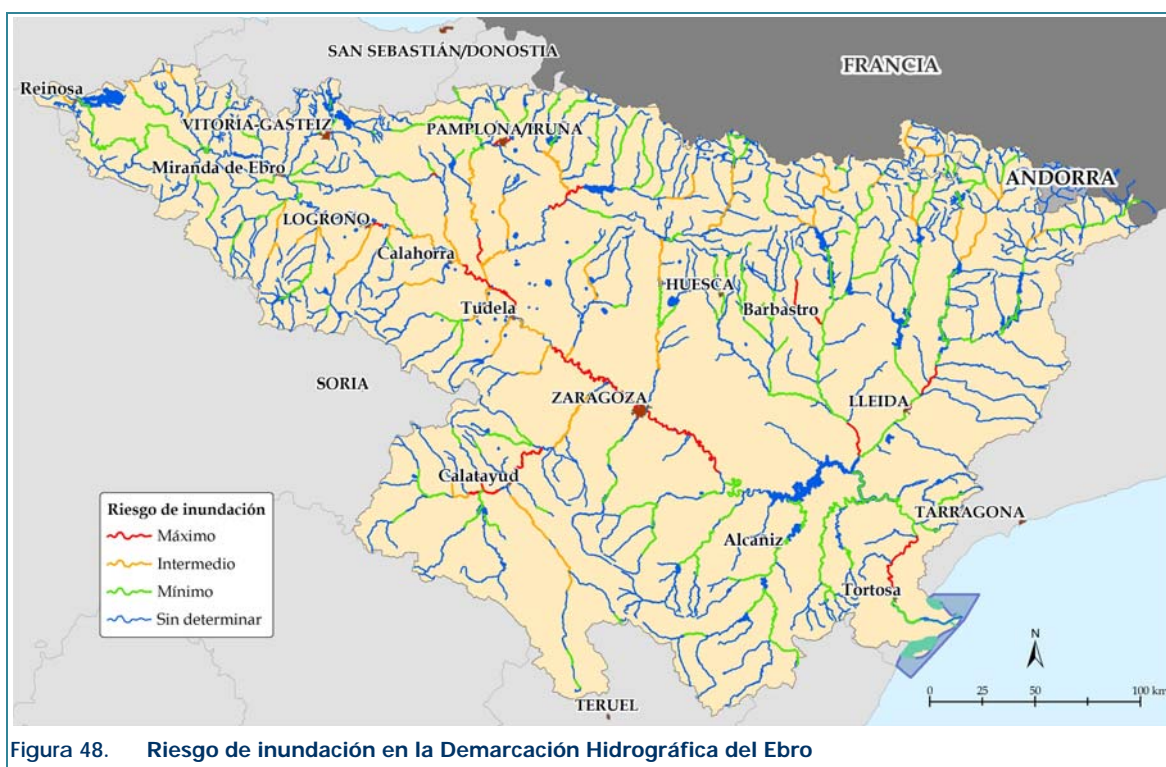 SAN SEBASTIÁN/DONOSTIA
FRANCIA
Reinosa
VITORIA-GASTEIZ
PAMPLONA/IRUÑA
Miranda de Ebro
ANDORRA
LOGROÑO
Calahorra
HUESCA
Tudela
Barbastro
SORIA
ZARAGOZA
LLEIDA
Calatayud
TARRAGONA
Alcañiz
Tortosa
TERUEL
Riesgo de inundación
Máximo
Intermedio
Mínimo
Sin determinar
N
0 25 50 100 km
Figura 48. Riesgo de inundación en la Demarcación Hidrográfica del Ebro